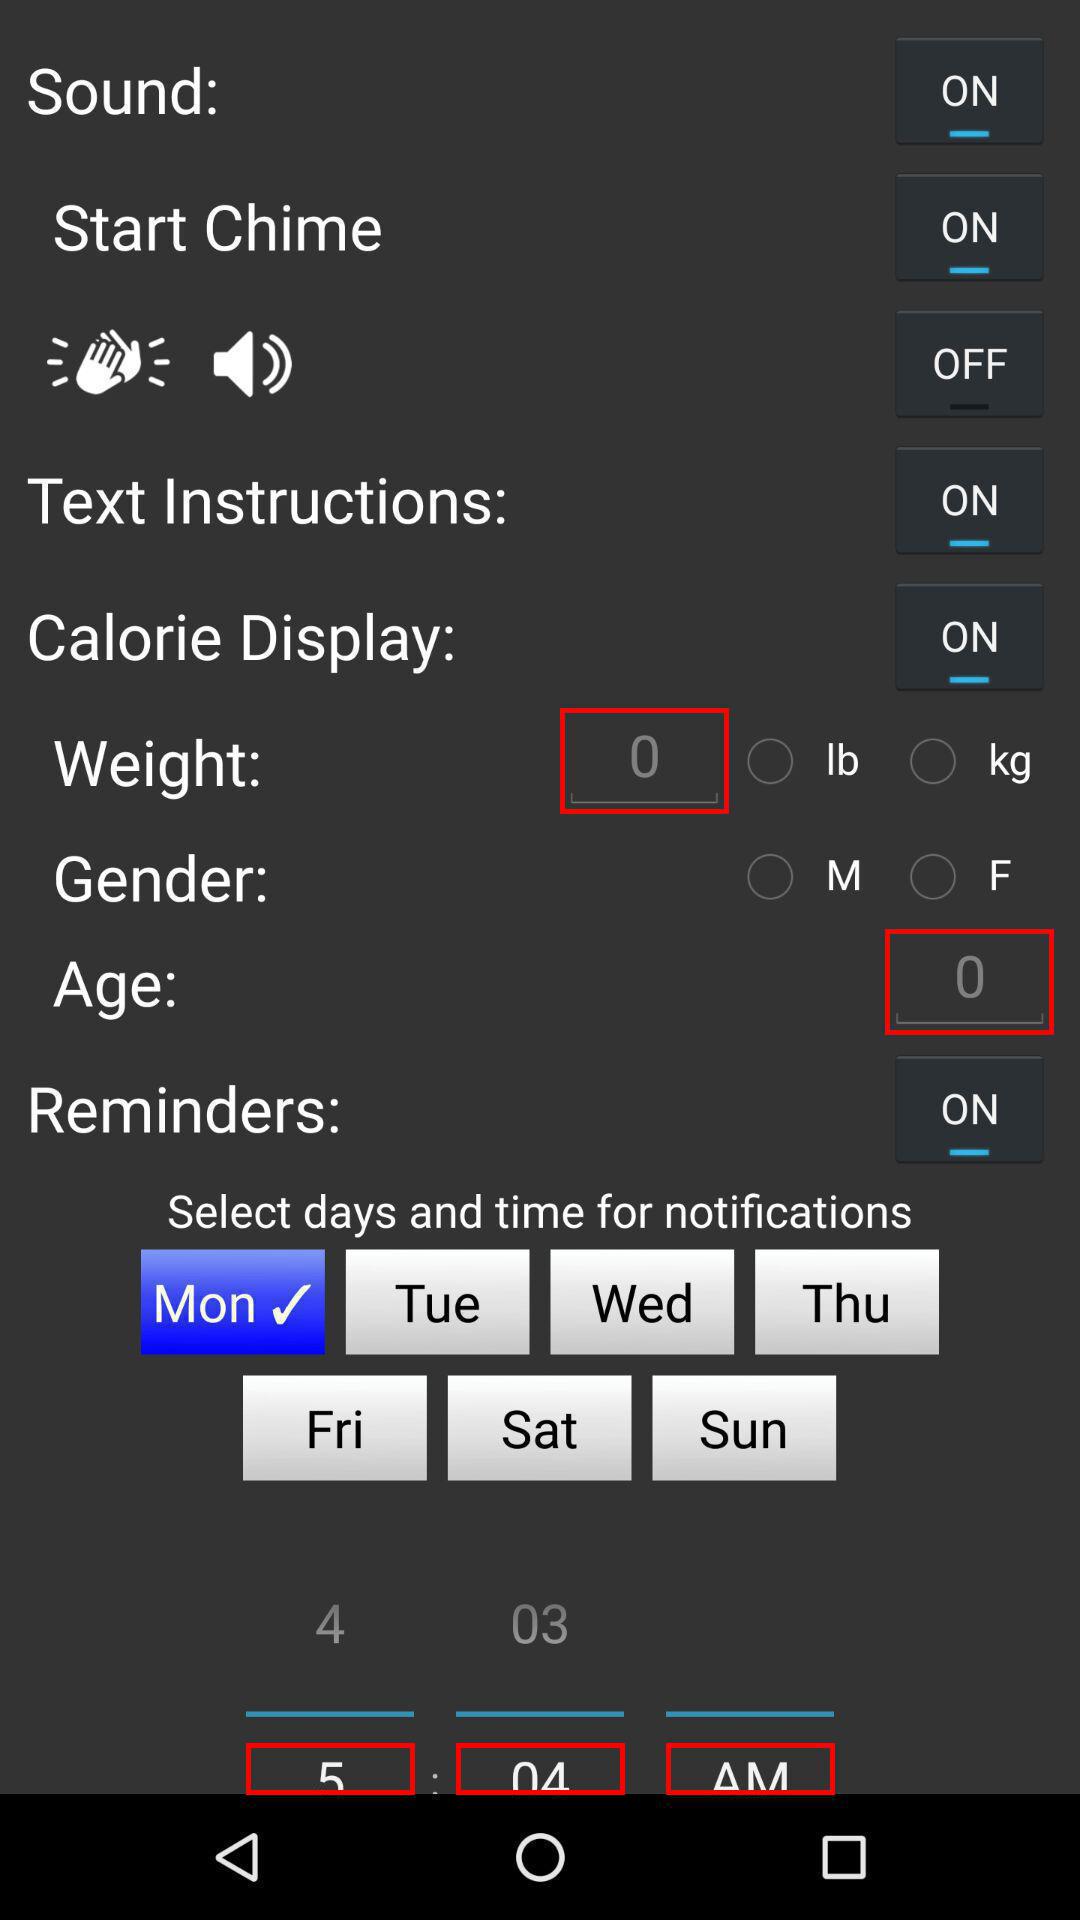 Sound: ON
Start Chime ON
OFF
Text Instructions: ON
Calorie Display: ON
Weight: 0 lb kg
Gender: M F
Age: 0
Reminders: ON
Select days and time for notifications
Mon ✓ Tue Wed Thu
Fri Sat Sun
4 03
5 : 04 AM